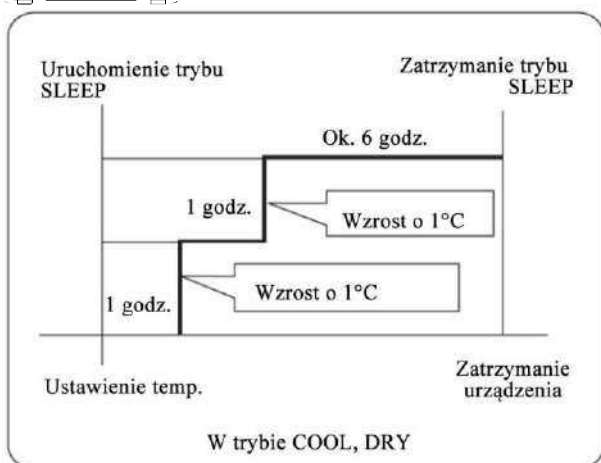 Uruchomienie trybu
SLEEP
Zatrzymanie trybu
SLEEP
Ok. 6 godz.
1 godz.
Wzrost o 1°C
1 godz.
Wzrost o 1°C
Ustawienie temp.
Zatrzymanie
urządzenia
W trybie COOL, DRY